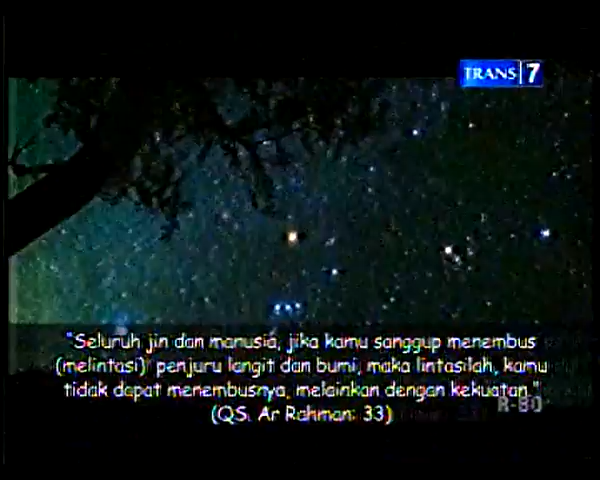 TRANS 7
"Seluruh jin dan manusia, jika kamu sanggup menembus
(melintasi) penjuru langit dan bumi, maka lintasilah, kamu
tidak dapat menembusnya, melainkan dengan kekuatan."
(QS. Ar Rahman: 33)
R-BO